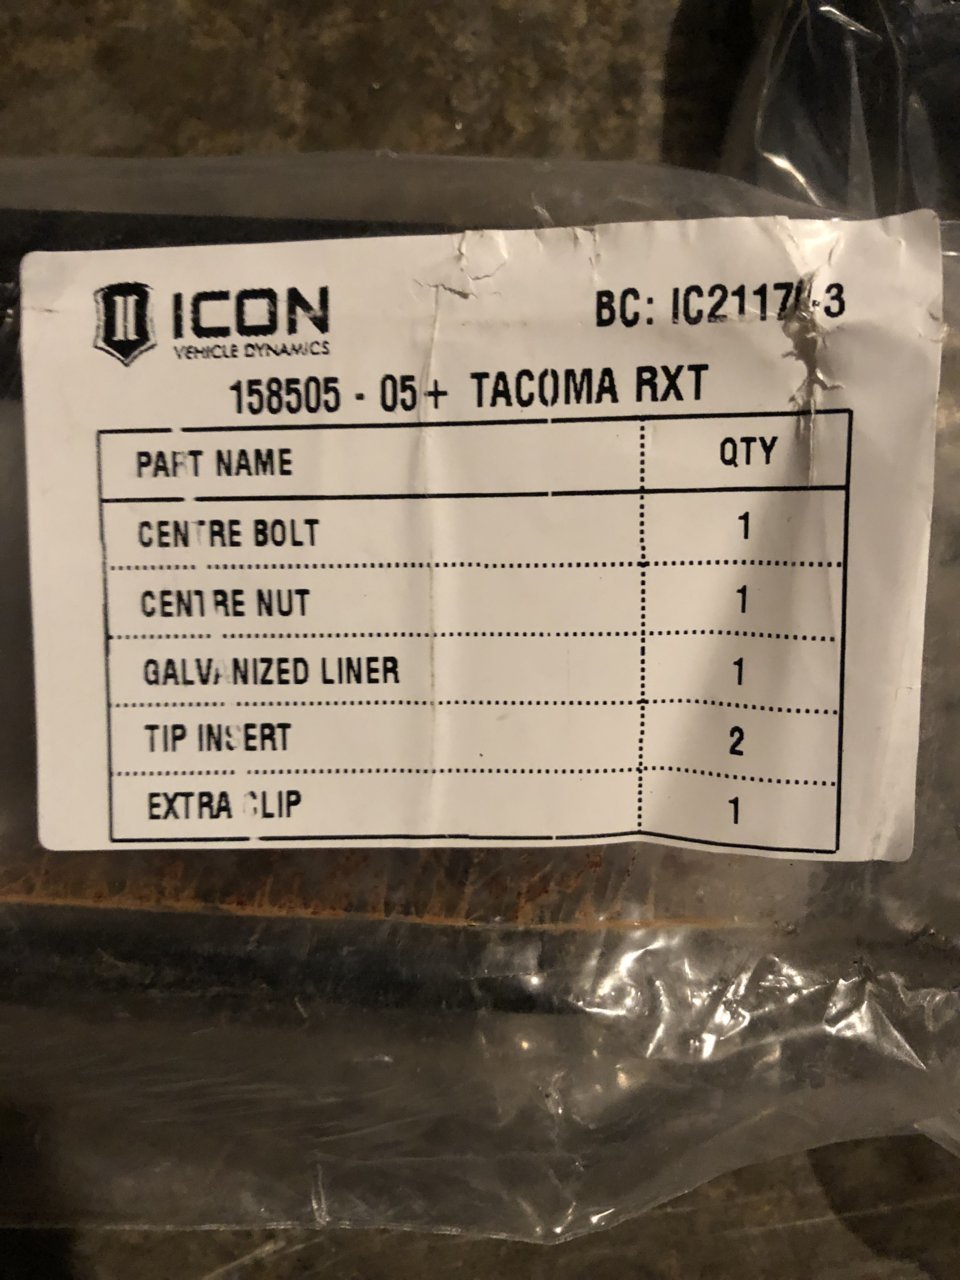 ICON
VEHICLE DYNAMICS
BC:
158505 - 05+ TACOMA RXT
PART NAME QTY
CENTRE BOLT 1
CENTRE NUT 1
GALVANIZED LINER 1
TIP INSERT 2
EXTRA CLIP 1